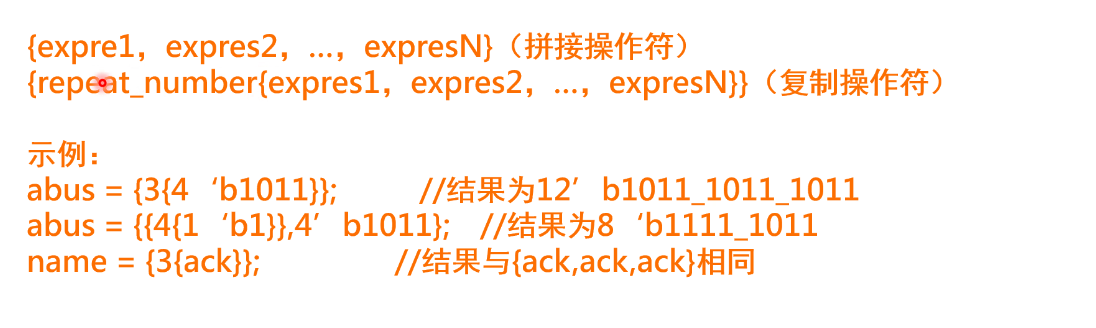 {expre1，expres2，...，expresN}（拼接操作符）
{repeat_number{expres1，expres2，...，expresN}}（复制操作符）
示例：
abus = {3{4‘b1011}}; //结果为12’b1011_1011_1011
abus = {{4{1‘b1}},4’b1011}; //结果为8‘b1111_1011
name = {3{ack}}; //结果与{ack,ack,ack}相同